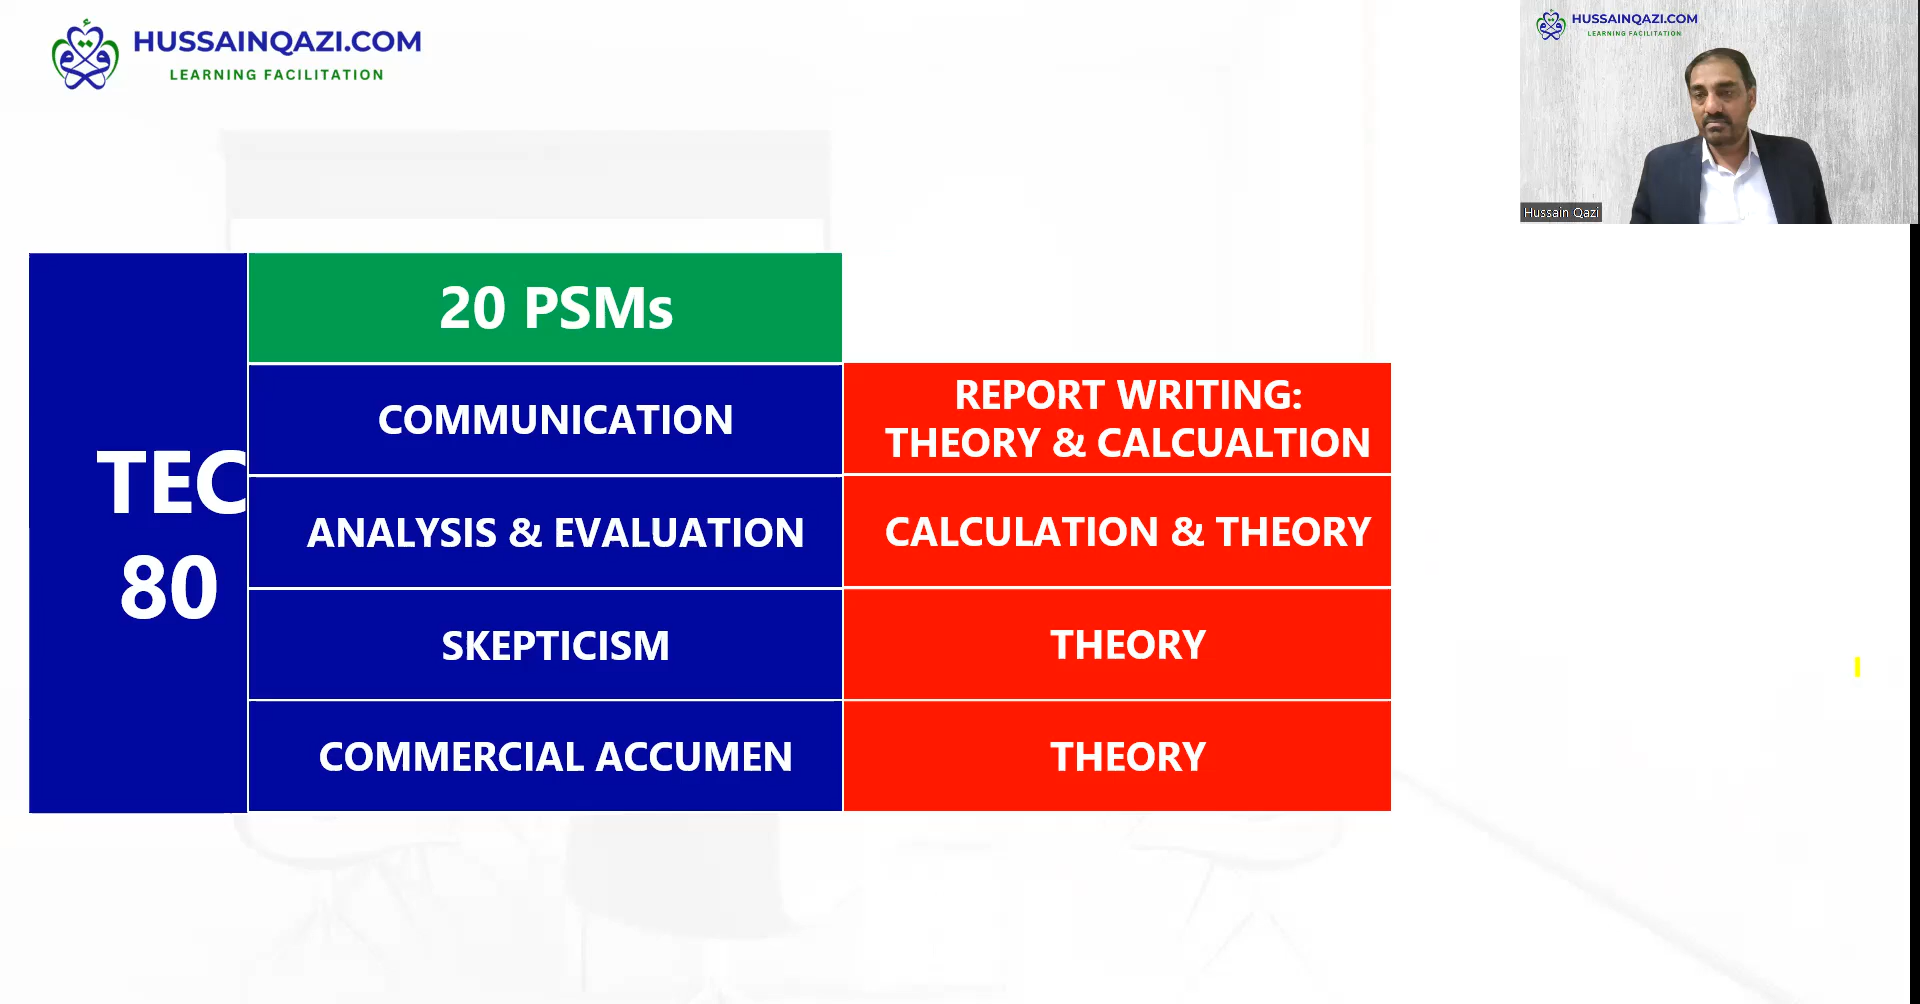 HUSSAINQAZI.COM
LEARNING FACILITATION
HUSSAINQAZI.COM
LEARNING FACILITATION
Hussain Qazi
TEC
80
20 PSMs
COMMUNICATION
REPORT WRITING:
THEORY & CALCUALTION
ANALYSIS & EVALUATION
CALCULATION & THEORY
SKEPTICISM
THEORY
COMMERCIAL ACCUMEN
THEORY